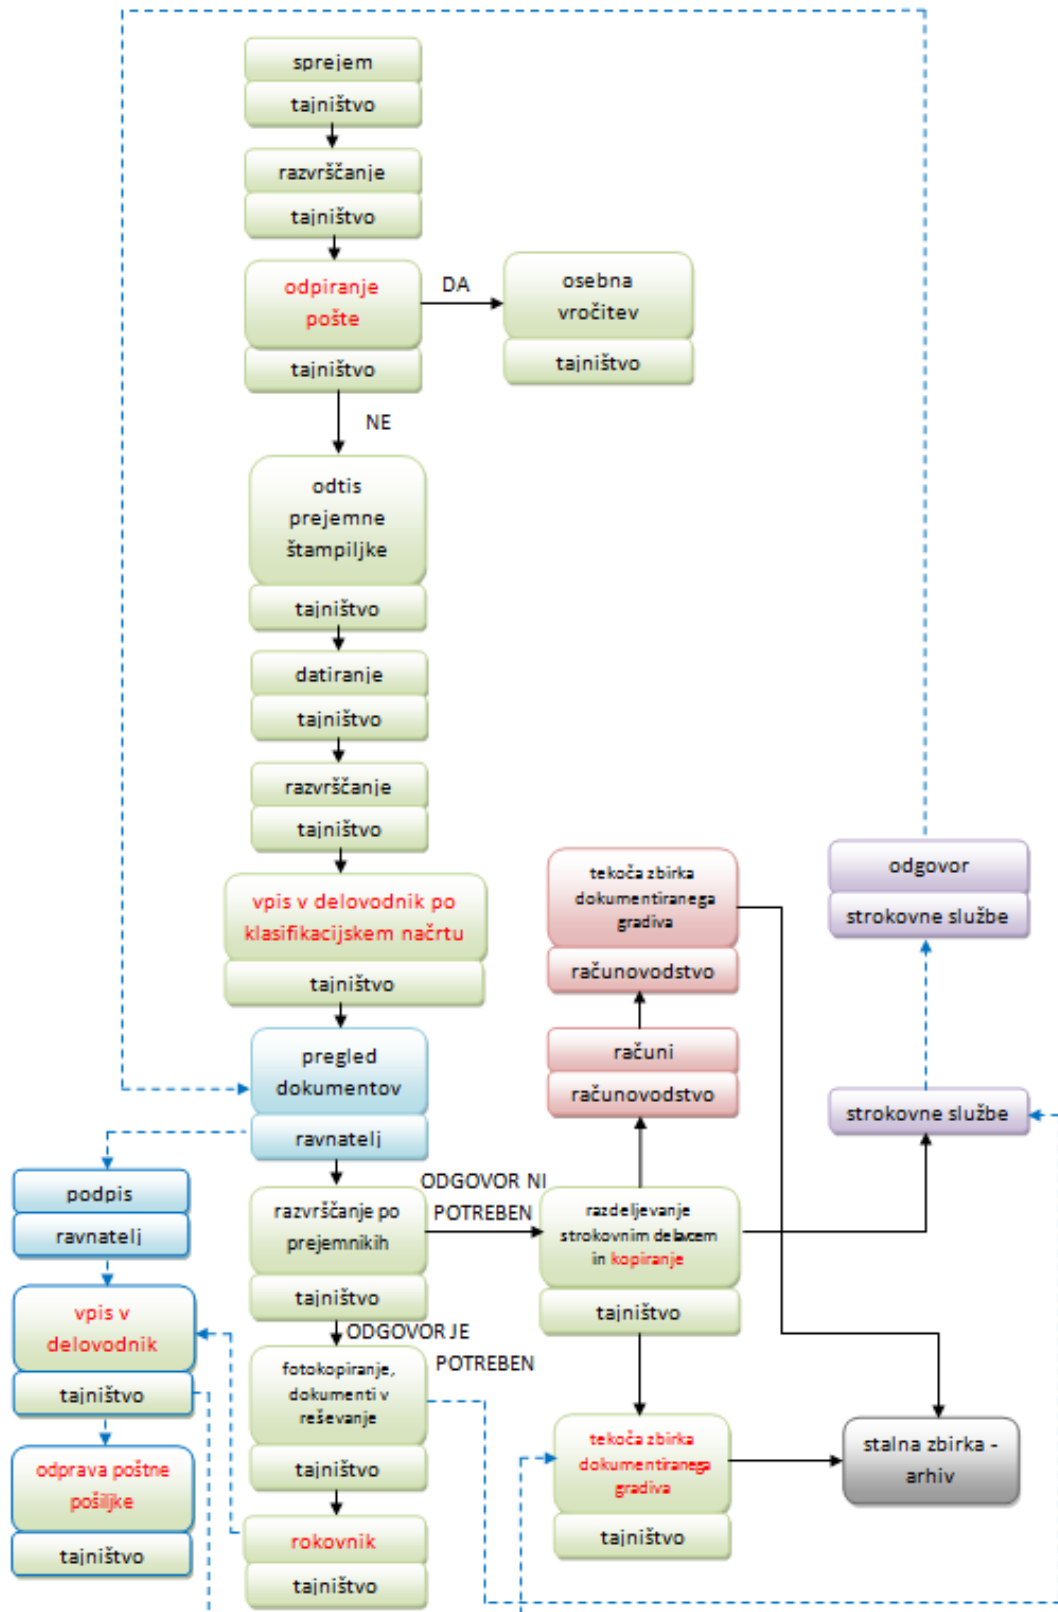 sprejem
tajništvo
razvrščanje
tajništvo
odpiranje
pošte
tajništvo
DA
osebna
vročitev
tajništvo
NE
odtis
prejemne
štampiljke
tajništvo
datiranje
tajništvo
razvrščanje
tajništvo
vpis v delovodnik po
klasifikacijskem načrtu
tajništvo
pregled
dokumentov
ravnatelj
podpis
ravnatelj
vpis v
delovodnik
tajništvo
odprava poštne
pošiljke
tajništvo
razvrščanje po
prejemnikih
tajništvo
ODGOVOR NI
POTREBEN
ODGOVOR JE
POTREBEN
fotokopiranje,
dokumenti v
reševanje
tajništvo
rokovnik
tajništvo
tekoča zbirka
dokumentiranega
gradiva
računovodstvo
računi
računovodstvo
razdeljevanje
strokovnim delavcem
in kopiranje
tajništvo
tekoča zbirka
dokumentiranega
gradiva
tajništvo
odgovor
strokovne službe
strokovne službe
stalna zbirka -
arhiv